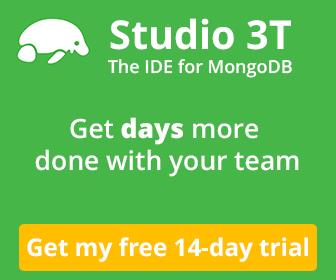 Studio 3T
The IDE for MongoDB
Get days more
done with your team
Get my free 14-day trial